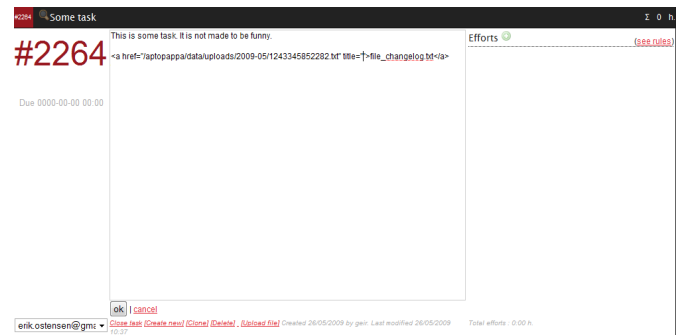 #2264 Some task Σ 0 h.
#2264
Due 0000-00-00 00:00
This is some task. It is not made to be funny.
<a href="/aptopappa/data/uploads/2009-05/1243345852282.txt" title="">file_changelog.txt</a>
Efforts
(see rules)
ok | cancel
erik.ostensen@gma
Close task [Create new] [Clone] [Delete] , [Upload file] Created 26/05/2009 by geir. Last modified 26/05/2009
10:37
Total efforts : 0.00 h.